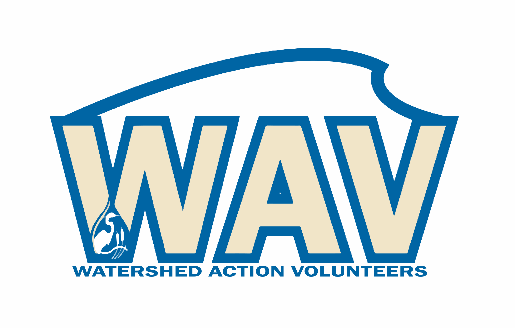 WAV
WATERSHED ACTION VOLUNTEERS